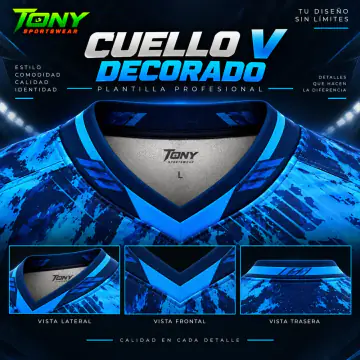 TONY
SPORTSWEAR
TU DISEÑO
SIN LÍMITES
CUELLO V
DECORADO
PLANTILLA PROFESIONAL
ESTILO
COMODIDAD
CALIDAD
IDENTIDAD
DETALLES
QUE HACEN
LA DIFERENCIA
TONY
SPORTSWEAR
L
VISTA LATERAL
VISTA FRONTAL
VISTA TRASERA
CALIDAD EN CADA DETALLE